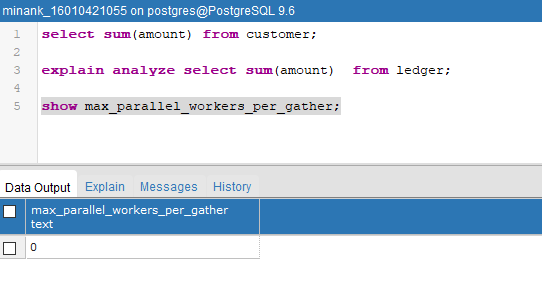 minank_16010421055 on postgres@PostgreSQL 9.6
1 select sum(amount) from customer;
2
3 explain analyze select sum(amount)  from ledger;
4
5 show max_parallel_workers_per_gather;
Data Output Explain Messages History
max_parallel_workers_per_gather
text
0